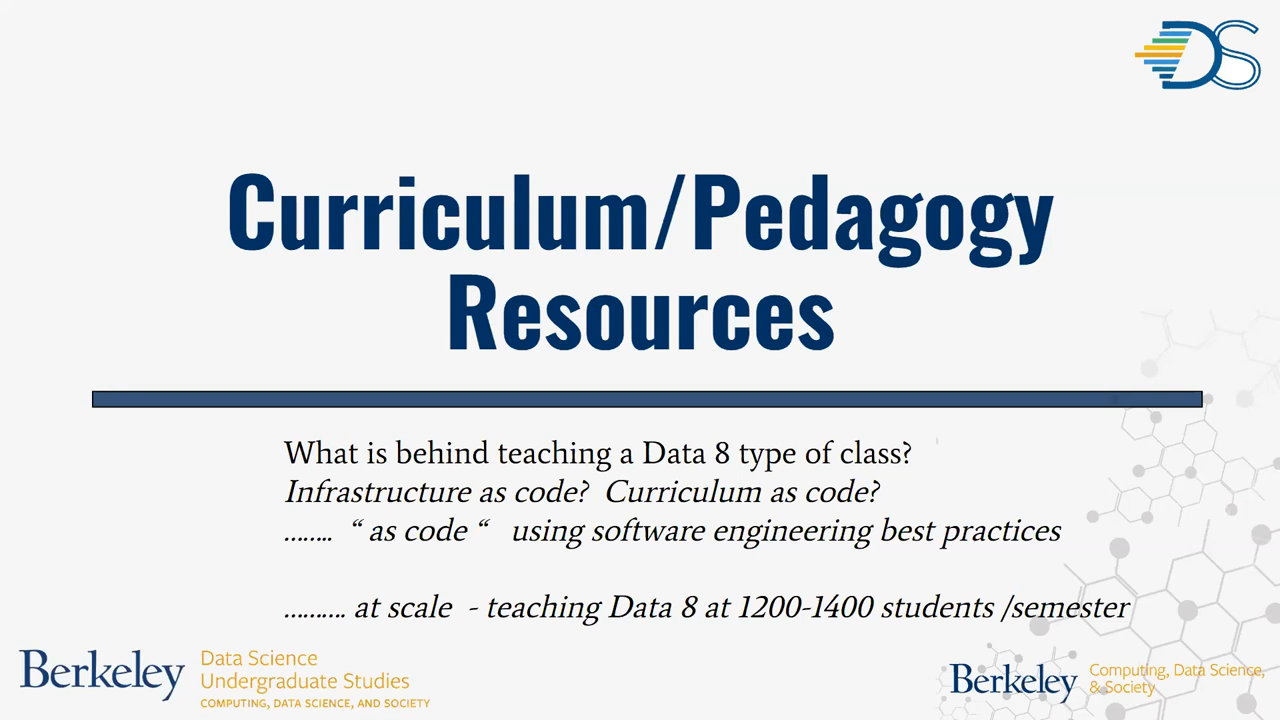 DS
Curriculum/Pedagogy
Resources
What is behind teaching a Data 8 type of class?
Infrastructure as code?  Curriculum as code?
…….. “ as code “  using software engineering best practices
………. at scale - teaching Data 8 at 1200-1400 students /semester
Berkeley
Data Science
Undergraduate Studies
COMPUTING, DATA SCIENCE, AND SOCIETY
Berkeley
Computing, Data Science,
& Society